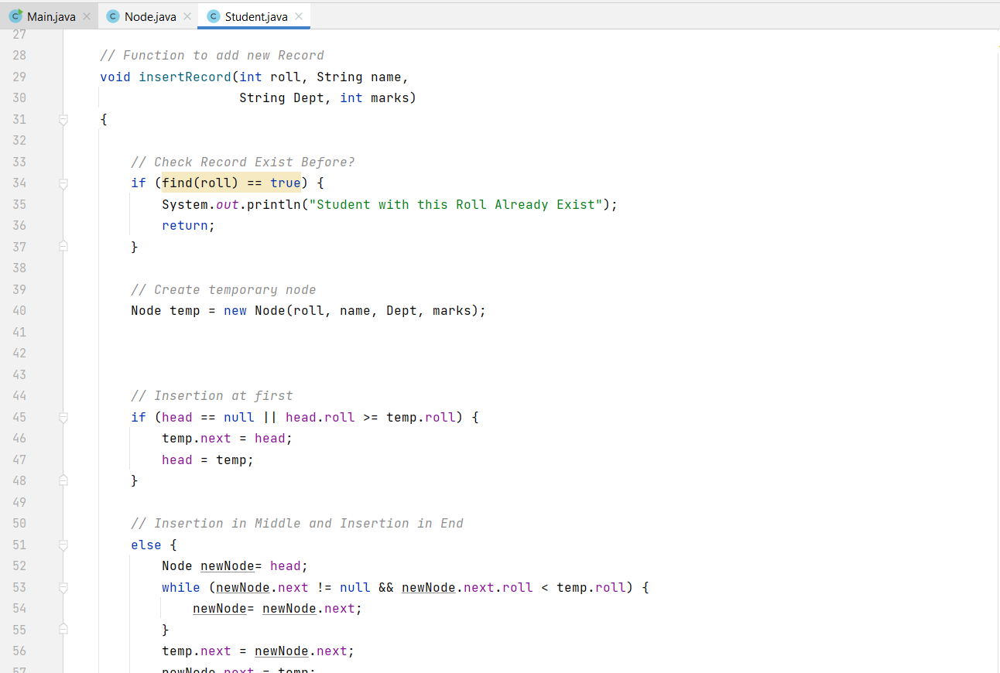 Main.java Node.java Student.java
27
28 // Function to add new Record
29 void insertRecord(int roll, String name,
30 String Dept, int marks)
31 {
32
33 // Check Record Exist Before?
34 if (find(roll) == true) {
35 System.out.println("Student with this Roll Already Exist");
36 return;
37 }
38
39 // Create temporary node
40 Node temp = new Node(roll, name, Dept, marks);
41
42
43
44 // Insertion at first
45 if (head == null || head.roll >= temp.roll) {
46 temp.next = head;
47 head = temp;
48 }
49
50 // Insertion in Middle and Insertion in End
51 else {
52 Node newNode= head;
53 while (newNode.next != null && newNode.next.roll < temp.roll) {
54 newNode= newNode.next;
55 }
56 temp.next = newNode.next;
57 newNode.next = temp;